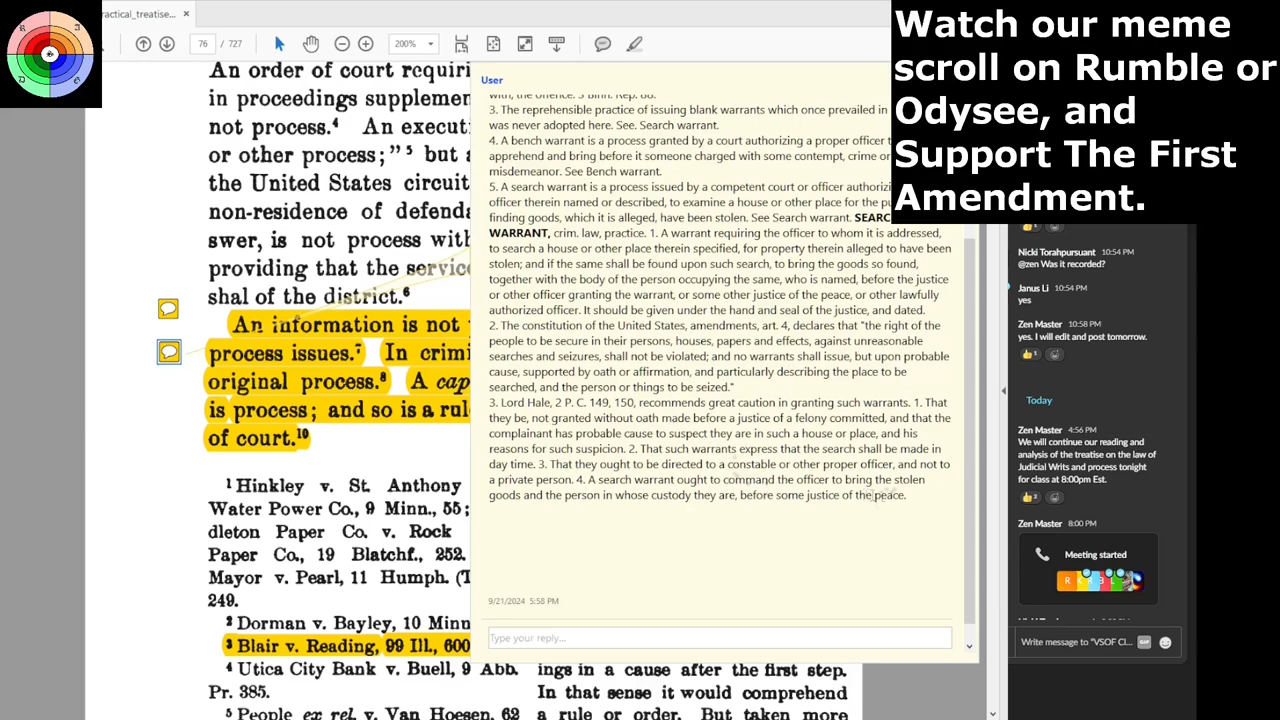 ractical_treatise...
76 / 727
200%
An order of court requiri
in proceedings supplemen
not process.⁴ An executi
or other process;”⁵ but a
the United States circuit
non-residence of defenda
swer, is not process with
providing that the service
shal of the district.⁶
An information is not
process issues.⁷ In crimi
original process.⁸ A cap
is process; and so is a rul
of court.¹⁰
¹ Hinkley v. St. Anthony
Water Power Co., 9 Minn., 55;
dleton Paper Co. v. Rock
Paper Co., 19 Blatchf., 252.
Mayor v. Pearl, 11 Humph. (T
249.
² Dorman v. Bayley, 10 Minn
³ Blair v. Reading, 99 Ill., 600
⁴ Utica City Bank v. Buell, 9 Abb.
Pr. 385.
⁵ People ex rel. v. Van Hoesen, 62
ings in a cause after the first step.
In that sense it would comprehend
a rule or order. But taken more
User
with, the offence. 3 Binn. Rep. 88.
3. The reprehensible practice of issuing blank warrants which once prevailed in
was never adopted here. See. Search warrant.
4. A bench warrant is a process granted by a court authorizing a proper officer t
apprehend and bring before it someone charged with some contempt, crime or
misdemeanor. See Bench warrant.
5. A search warrant is a process issued by a competent court or officer authorizi
officer therein named or described, to examine a house or other place for the pu
finding goods, which it is alleged, have been stolen. See Search warrant. SEARC
WARRANT, crim. law, practice. 1. A warrant requiring the officer to whom it is addressed,
to search a house or other place therein specified, for property therein alleged to have been
stolen; and if the same shall be found upon such search, to bring the goods so found,
together with the body of the person occupying the same, who is named, before the justice
or other officer granting the warrant, or some other justice of the peace, or other lawfully
authorized officer. It should be given under the hand and seal of the justice, and dated.
2. The constitution of the United States, amendments, art. 4, declares that "the right of the
people to be secure in their persons, houses, papers and effects, against unreasonable
searches and seizures, shall not be violated; and no warrants shall issue, but upon probable
cause, supported by oath or affirmation, and particularly describing the place to be
searched, and the person or things to be seized."
3. Lord Hale, 2 P. C. 149, 150, recommends great caution in granting such warrants. 1. That
they be, not granted without oath made before a justice of a felony committed, and that the
complainant has probable cause to suspect they are in such a house or place, and his
reasons for such suspicion. 2. That such warrants express that the search shall be made in
day time. 3. That they ought to be directed to a constable or other proper officer, and not to
a private person. 4. A search warrant ought to command the officer to bring the stolen
goods and the person in whose custody they are, before some justice of the peace.
9/21/2024 5:58 PM
Type your reply...
Watch our meme
scroll on Rumble or
Odysee, and
Support The First
Amendment.
Nicki Torahpursuant 10:54 PM
@zen Was it recorded?
Janus Li 10:54 PM
yes
Zen Master 10:58 PM
yes. I will edit and post tomorrow.
1
Today
Zen Master 4:56 PM
We will continue our reading and
analysis of the treatise on the law of
Judicial Writs and process tonight
for class at 8:00pm Est.
Zen Master 8:00 PM
Meeting started
R K R B L
Write message to "VSOF Cl...